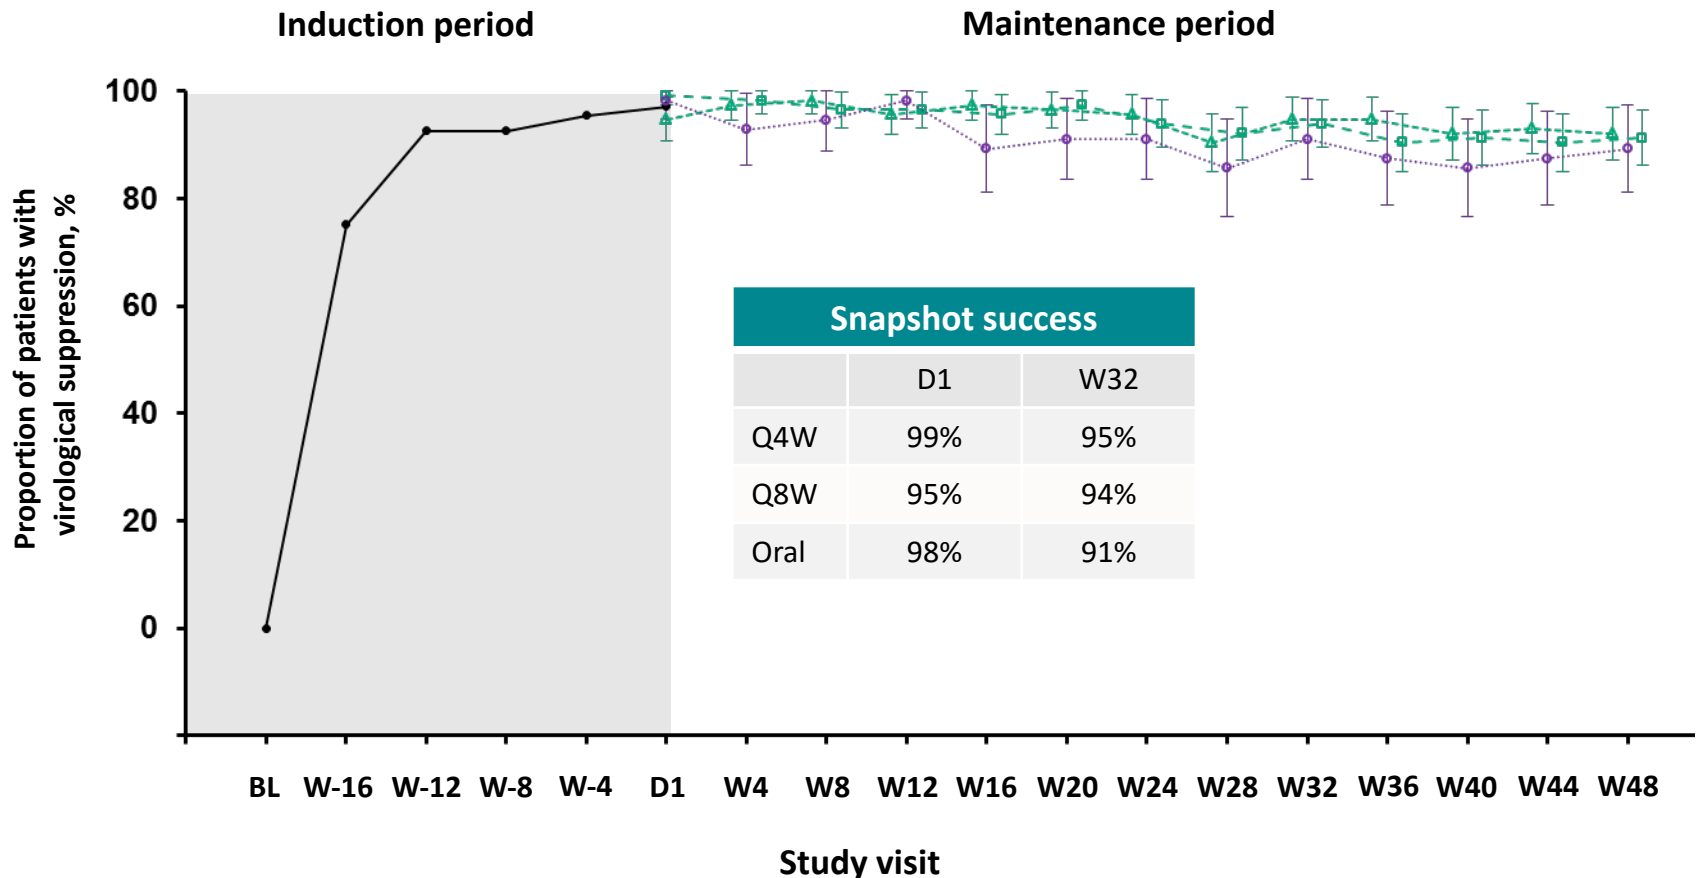 Induction period
Maintenance period
Proportion of patients with
virological suppression, %
100
80
60
40
20
0
Snapshot success
D1 W32
Q4W 99% 95%
Q8W 95% 94%
Oral 98% 91%
BL W-16 W-12 W-8 W-4 D1 W4 W8 W12 W16 W20 W24 W28 W32 W36 W40 W44 W48
Study visit